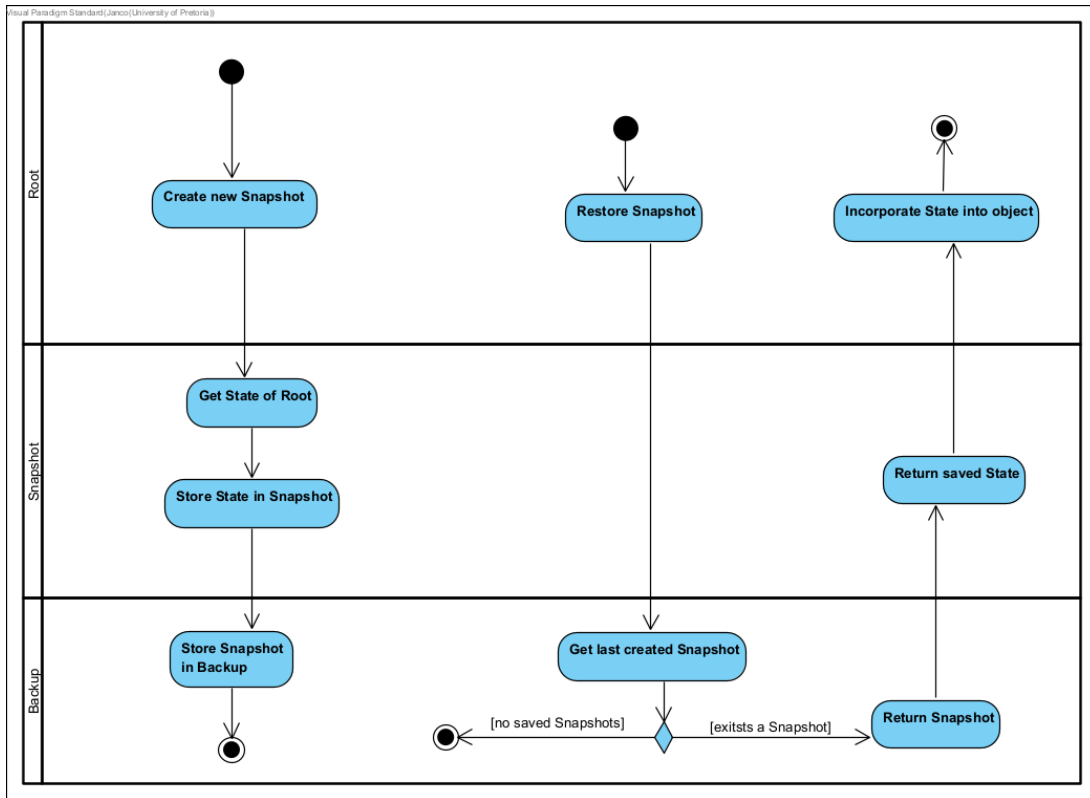 Visual Paradigm Standard(Janco(University of Pretoria))
Root
Create new Snapshot
Restore Snapshot
Incorporate State into object
Snapshot
Get State of Root
Store State in Snapshot
Return saved State
Backup
Store Snapshot
in Backup
Get last created Snapshot
[no saved Snapshots]
[exitsts a Snapshot]
Return Snapshot